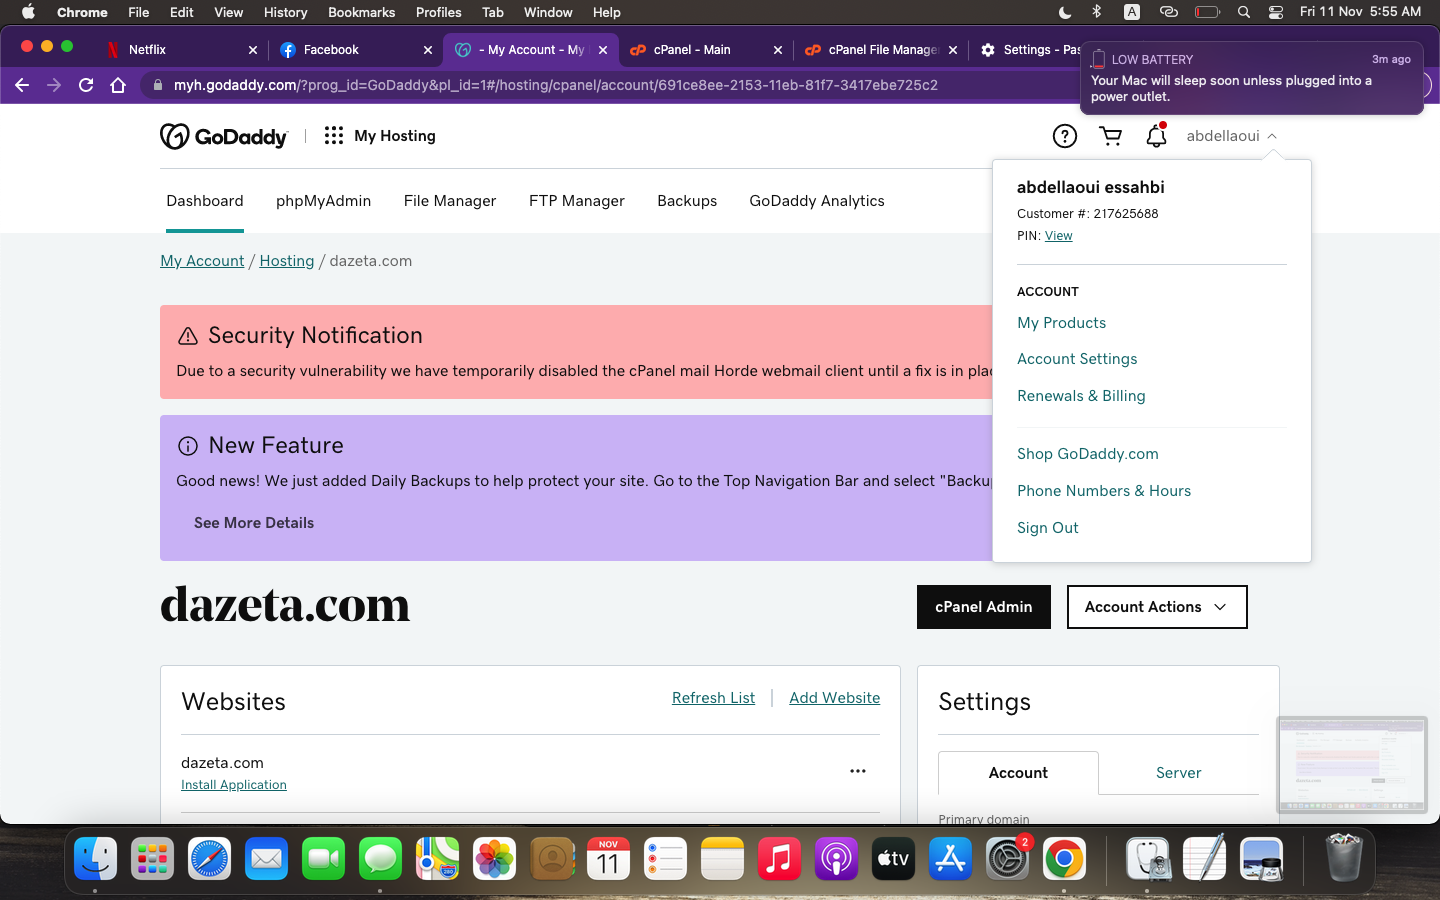 Chrome File Edit View History Bookmarks Profiles Tab Window Help A Fri 11 Nov 5:55 AM
Netflix Facebook - My Account - My cPanel - Main cPanel File Manage Settings - Pas
LOW BATTERY 3m ago
Your Mac will sleep soon unless plugged into a
power outlet.
myh.godaddy.com/?prog_id=GoDaddy&pl_id=1#/hosting/cpanel/account/691ce8ee-2153-11eb-81f7-3417ebe725c2
GoDaddy My Hosting abdellaoui
Dashboard phpMyAdmin File Manager FTP Manager Backups GoDaddy Analytics
abdellaoui essahbi
Customer #: 217625688
PIN: View
ACCOUNT
My Products
Account Settings
Renewals & Billing
Shop GoDaddy.com
Phone Numbers & Hours
Sign Out
My Account / Hosting / dazeta.com
Security Notification
Due to a security vulnerability we have temporarily disabled the cPanel mail Horde webmail client until a fix is in plac
New Feature
Good news! We just added Daily Backups to help protect your site. Go to the Top Navigation Bar and select "Backu
See More Details
dazeta.com
cPanel Admin Account Actions
Websites Refresh List Add Website
dazeta.com
Install Application
Settings
Account Server
Primary domain
NOV
11
280
tv
2